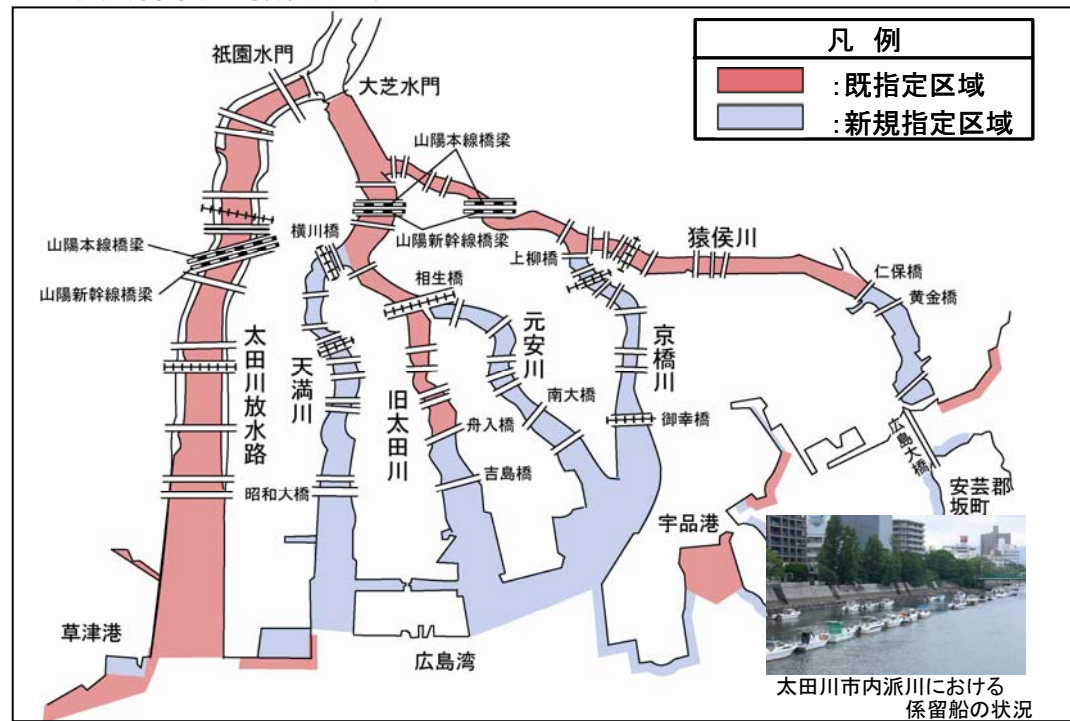 凡 例
:既指定区域
:新規指定区域
祇園水門
大芝水門
山陽本線橋梁
横川橋
山陽新幹線橋梁
上柳橋
猿侯川
山陽本線橋梁
山陽新幹線橋梁
相生橋
仁保橋
黄金橋
太田川放水路
天満川
旧太田川
元安川
京橋川
南大橋
舟入橋
御幸橋
吉島橋
昭和大橋
広島大橋
安芸郡
坂町
宇品港
草津港
広島湾
太田川市内派川における
係留船の状況